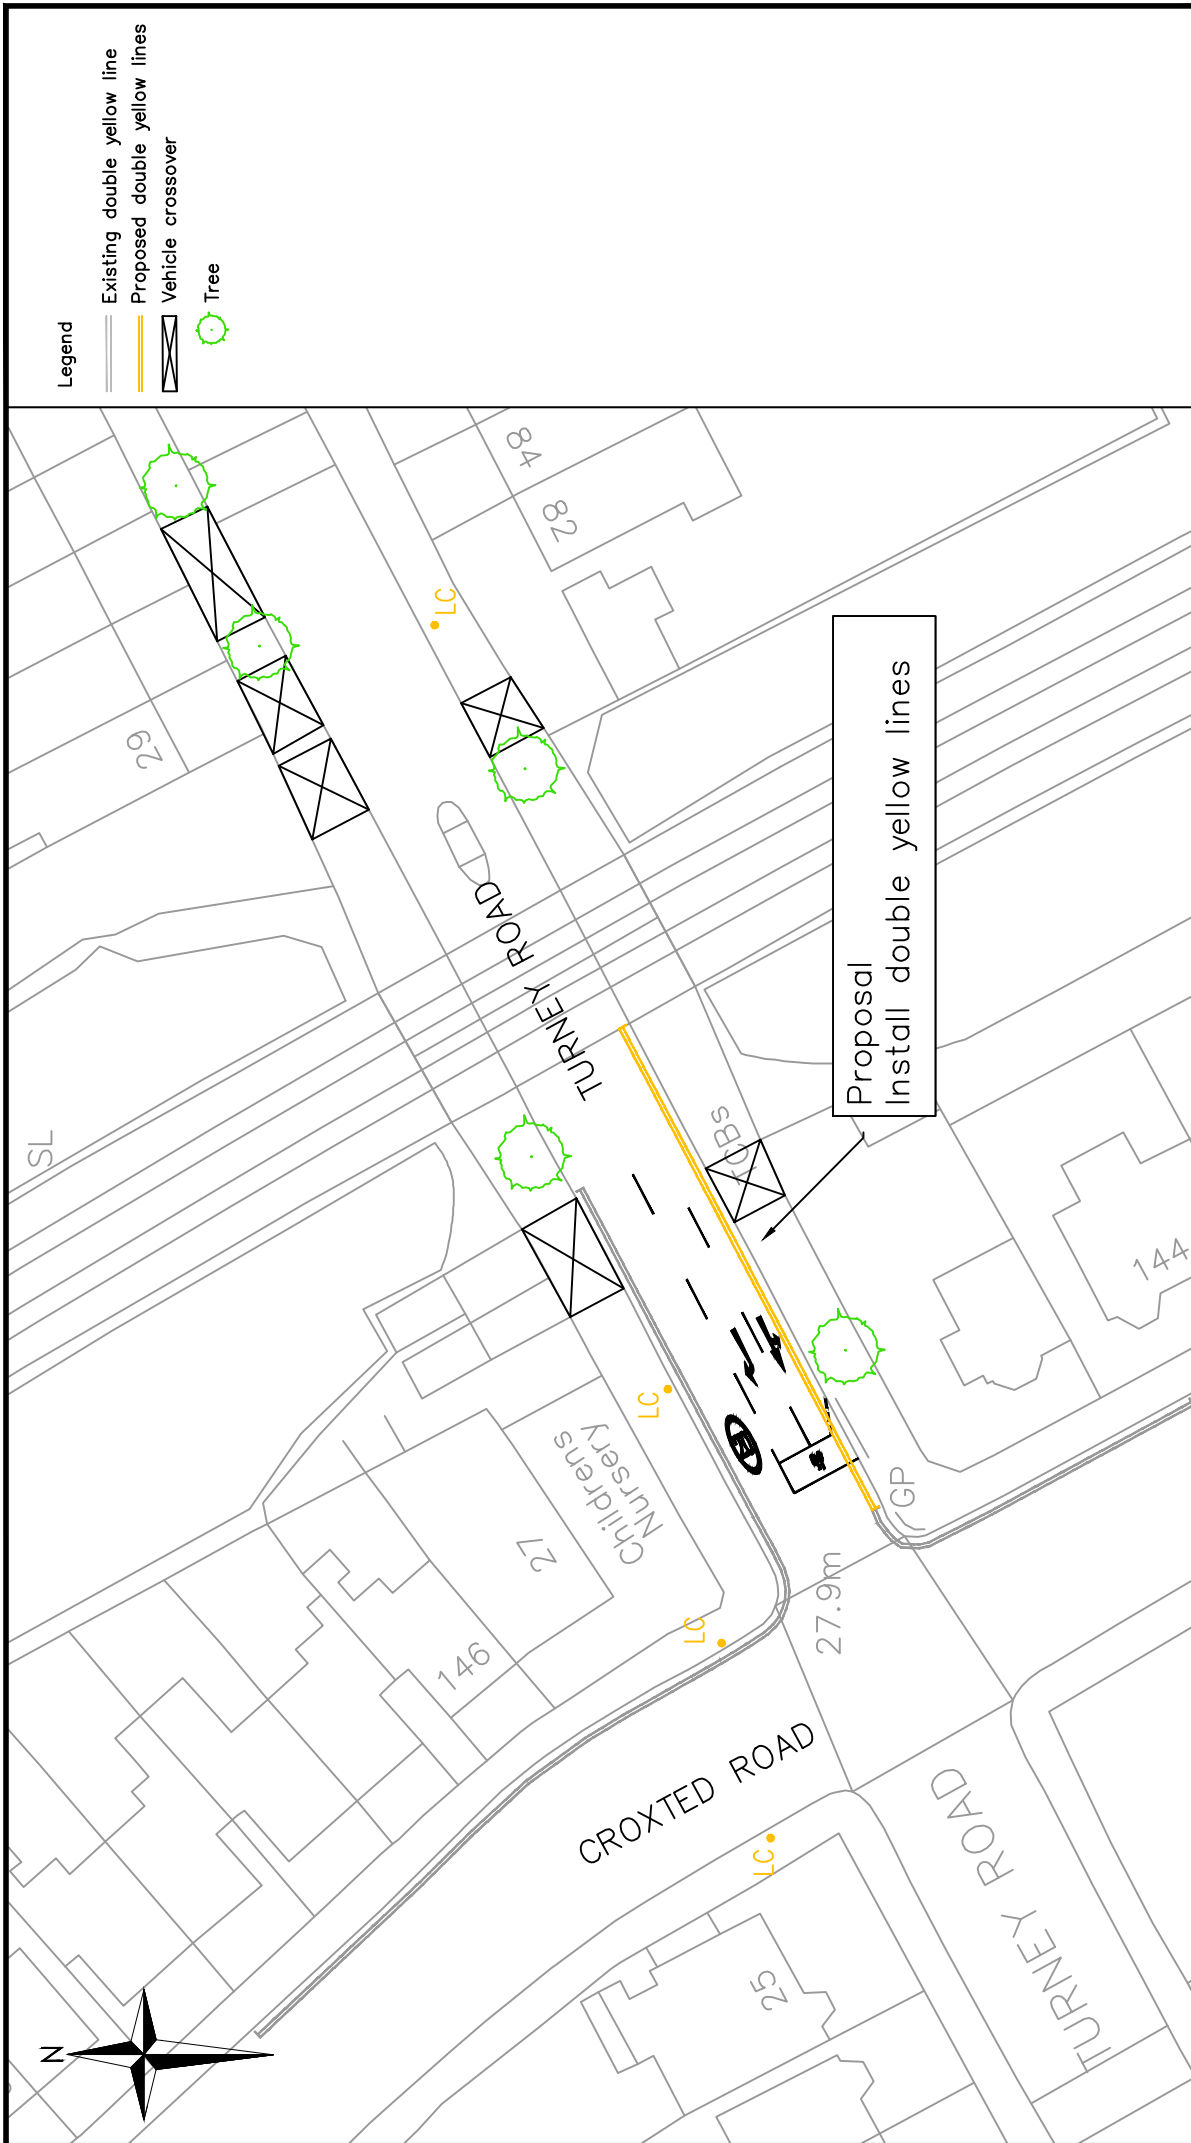 Legend
Existing double yellow line
Proposed double yellow lines
Vehicle crossover
Tree
N
SL
29
84
82
LC
TURNEY ROAD
TCBs
Proposal
Install double yellow lines
144
LC
Childrens
Nursery
27
146
LC
GP
27.9m
CROXTED ROAD
LC
25
TURNEY ROAD